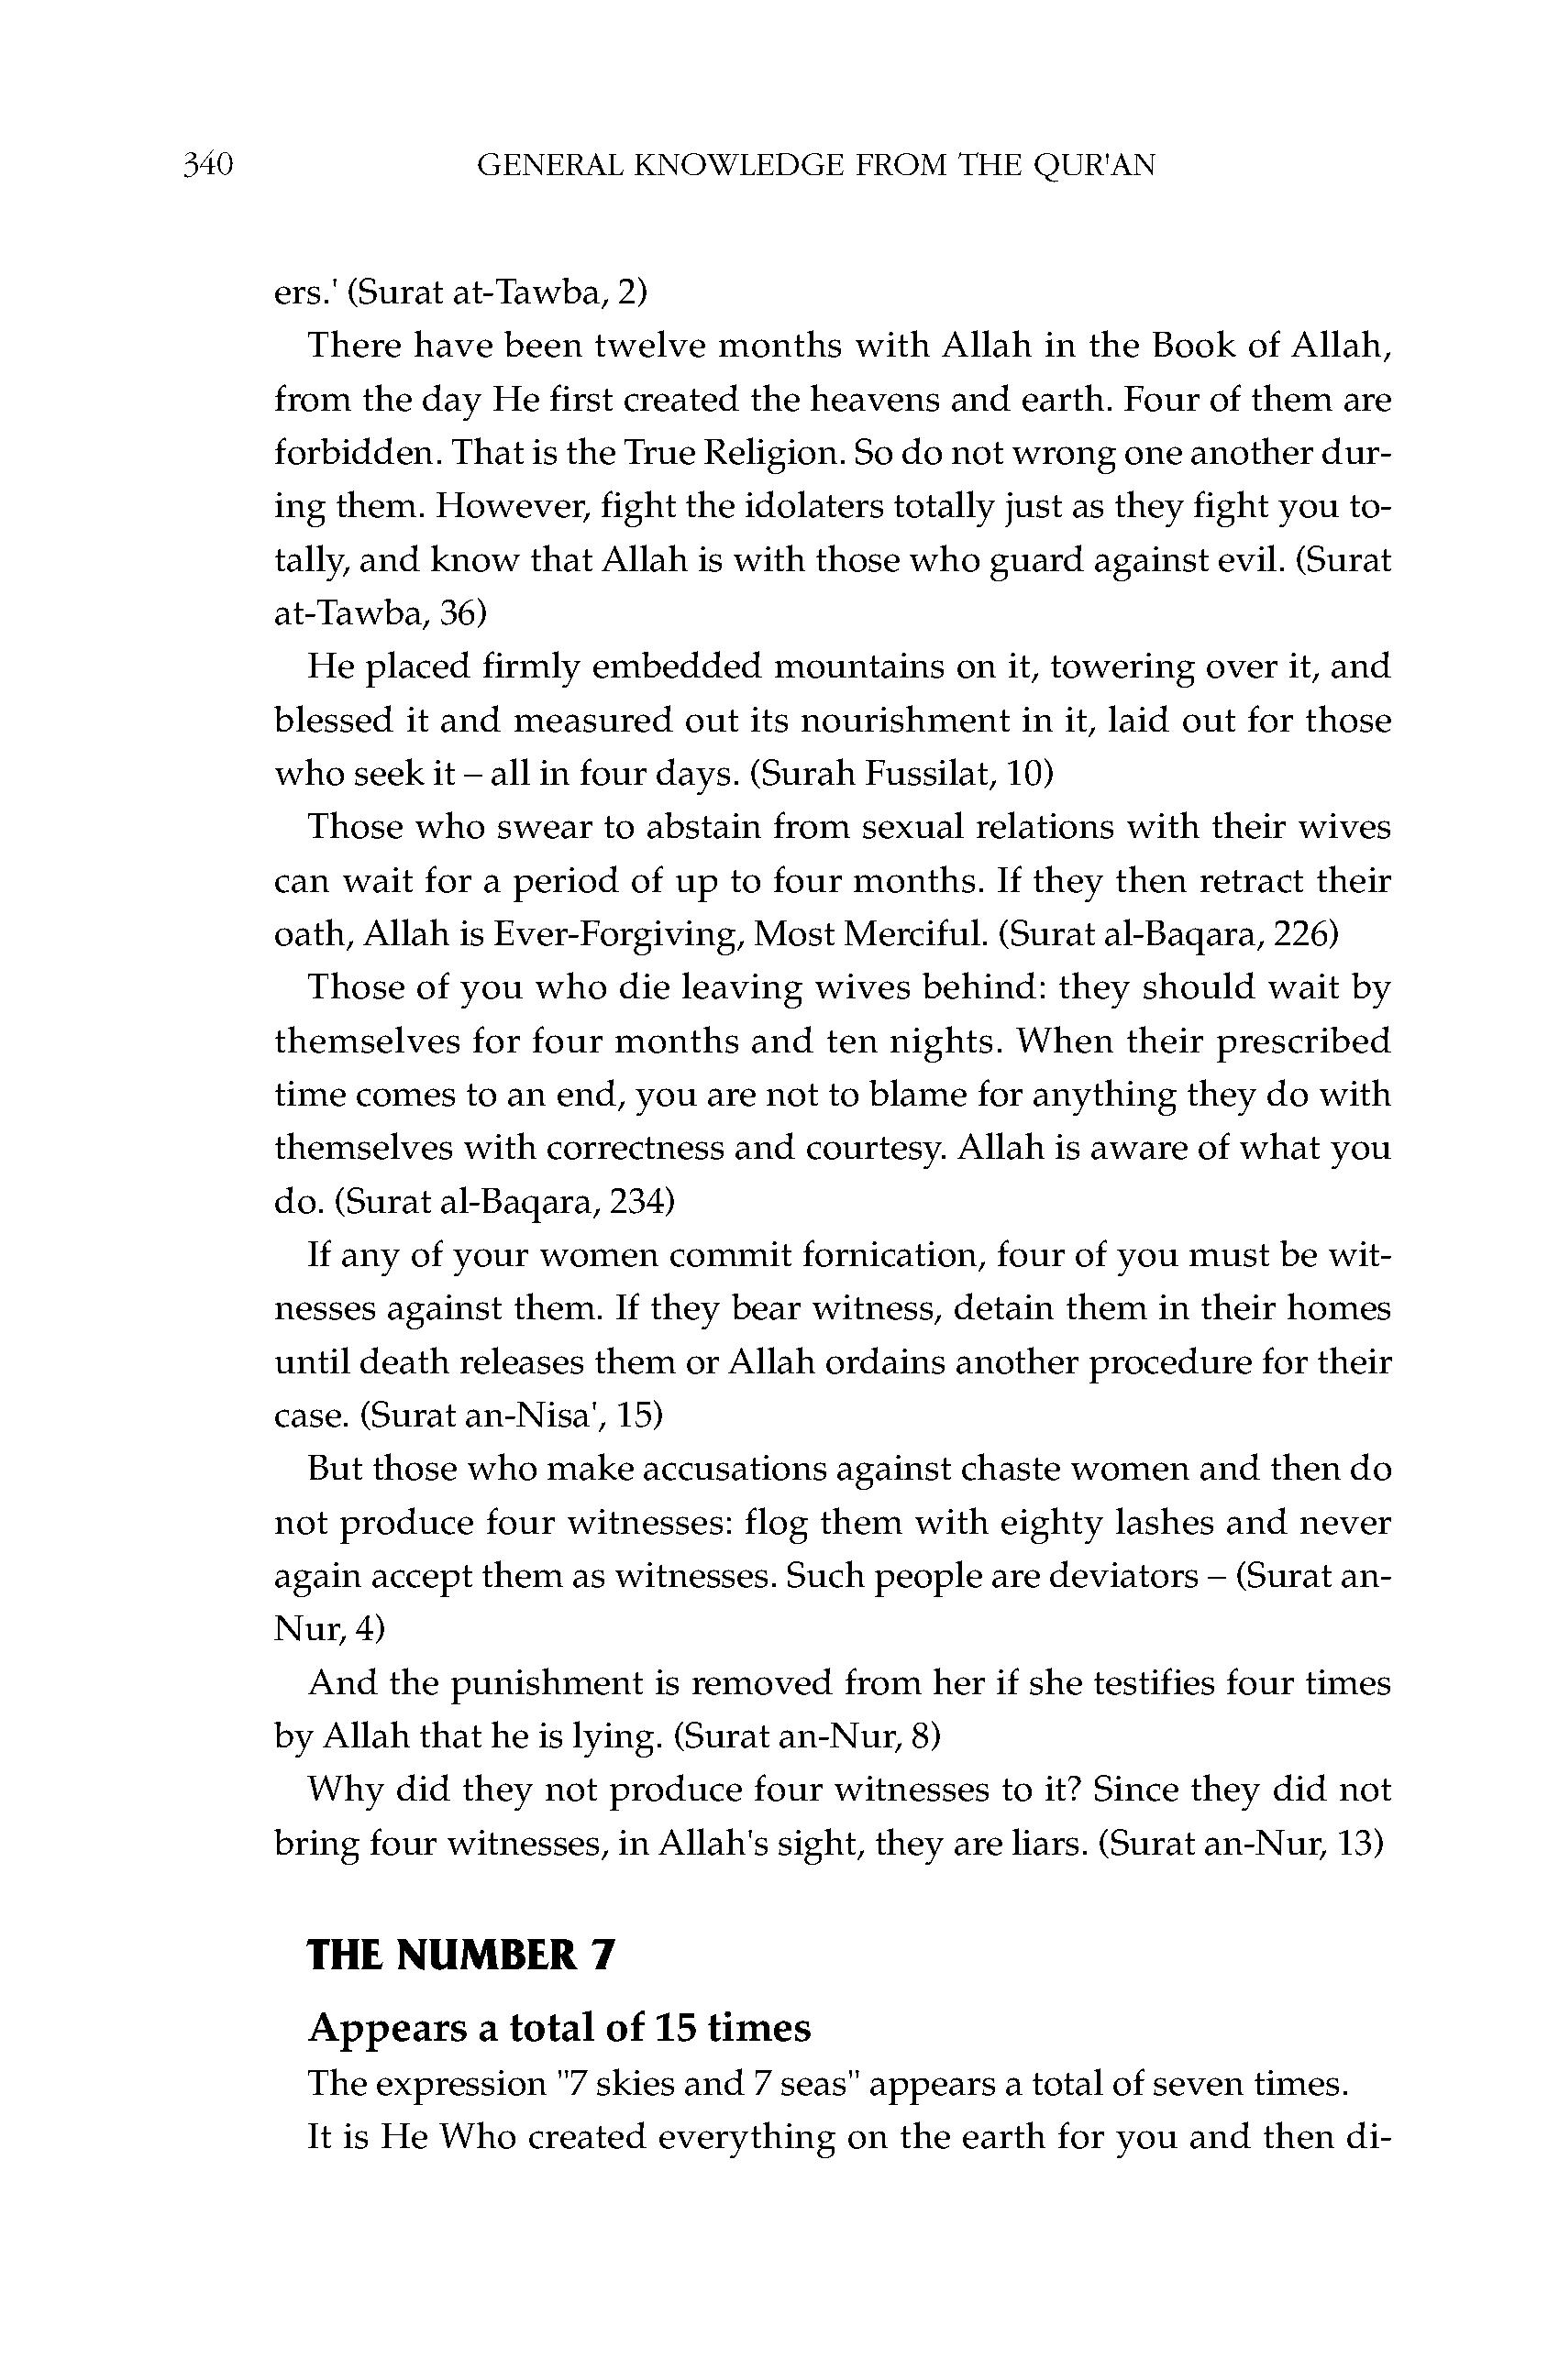 340 GENERAL KNOWLEDGE FROM THE QUR'AN
ers.' (Surat at-Tawba, 2)
There have been twelve months with Allah in the Book of Allah,
from the day He first created the heavens and earth. Four of them are
forbidden. That is the True Religion. So do not wrong one another dur-
ing them. However, fight the idolaters totally just as they fight you to-
tally, and know that Allah is with those who guard against evil. (Surat
at-Tawba, 36)
He placed firmly embedded mountains on it, towering over it, and
blessed it and measured out its nourishment in it, laid out for those
who seek it – all in four days. (Surah Fussilat, 10)
Those who swear to abstain from sexual relations with their wives
can wait for a period of up to four months. If they then retract their
oath, Allah is Ever-Forgiving, Most Merciful. (Surat al-Baqara, 226)
Those of you who die leaving wives behind: they should wait by
themselves for four months and ten nights. When their prescribed
time comes to an end, you are not to blame for anything they do with
themselves with correctness and courtesy. Allah is aware of what you
do. (Surat al-Baqara, 234)
If any of your women commit fornication, four of you must be wit-
nesses against them. If they bear witness, detain them in their homes
until death releases them or Allah ordains another procedure for their
case. (Surat an-Nisa', 15)
But those who make accusations against chaste women and then do
not produce four witnesses: flog them with eighty lashes and never
again accept them as witnesses. Such people are deviators – (Surat an-
Nur, 4)
And the punishment is removed from her if she testifies four times
by Allah that he is lying. (Surat an-Nur, 8)
Why did they not produce four witnesses to it? Since they did not
bring four witnesses, in Allah's sight, they are liars. (Surat an-Nur, 13)
THE NUMBER 7
Appears a total of 15 times
The expression "7 skies and 7 seas" appears a total of seven times.
It is He Who created everything on the earth for you and then di-